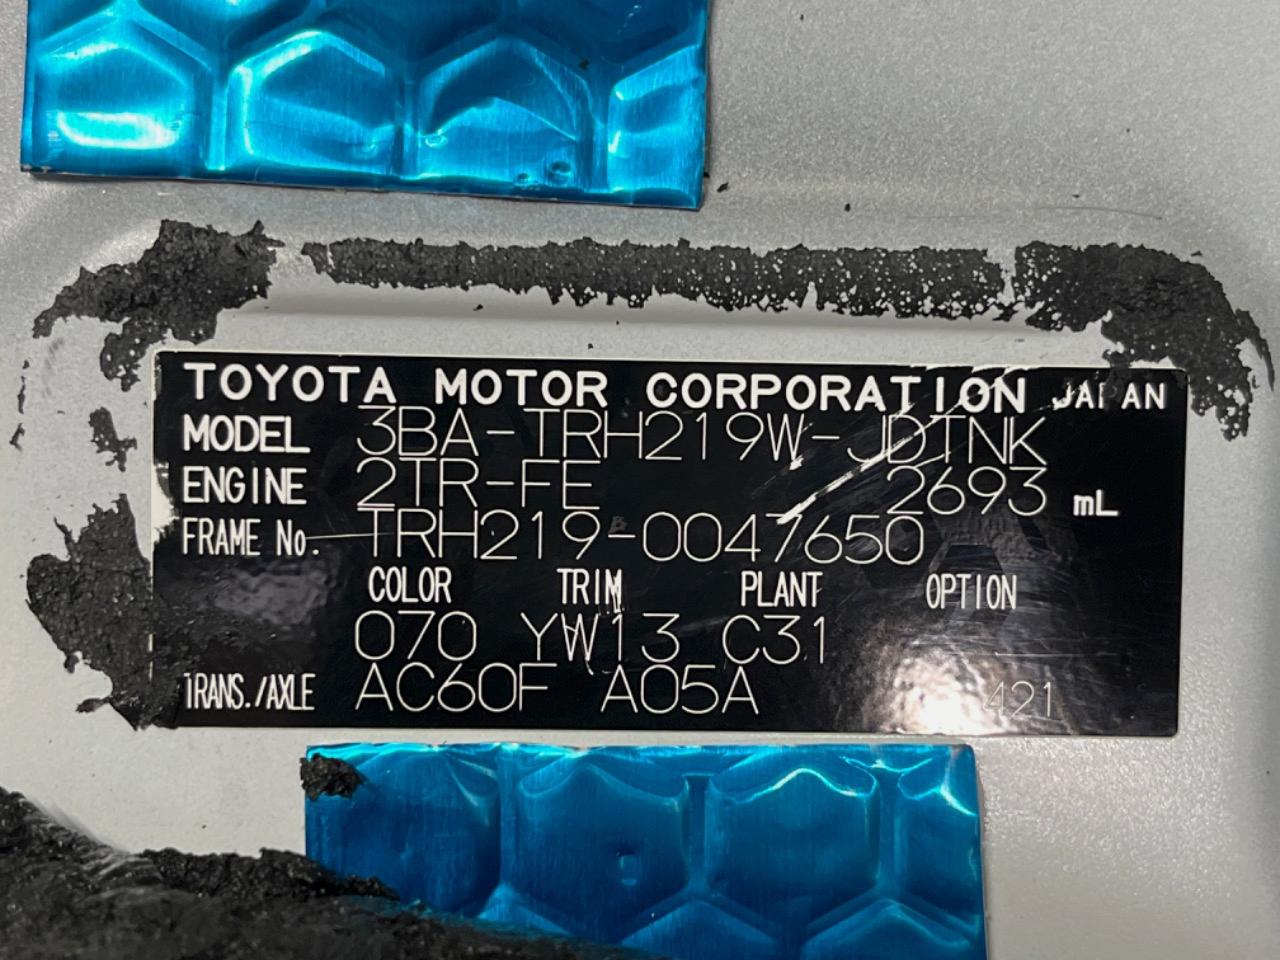 TOYOTA MOTOR CORPORATION JAPAN
MODEL 3BA-TRH219W-JDTNK
ENGINE 2TR-FE 2693 mL
FRAME No. TRH219-0047650
COLOR TRIM PLANT OPTION
070 YW13 C31
TRANS./AXLE AC60F A05A 421